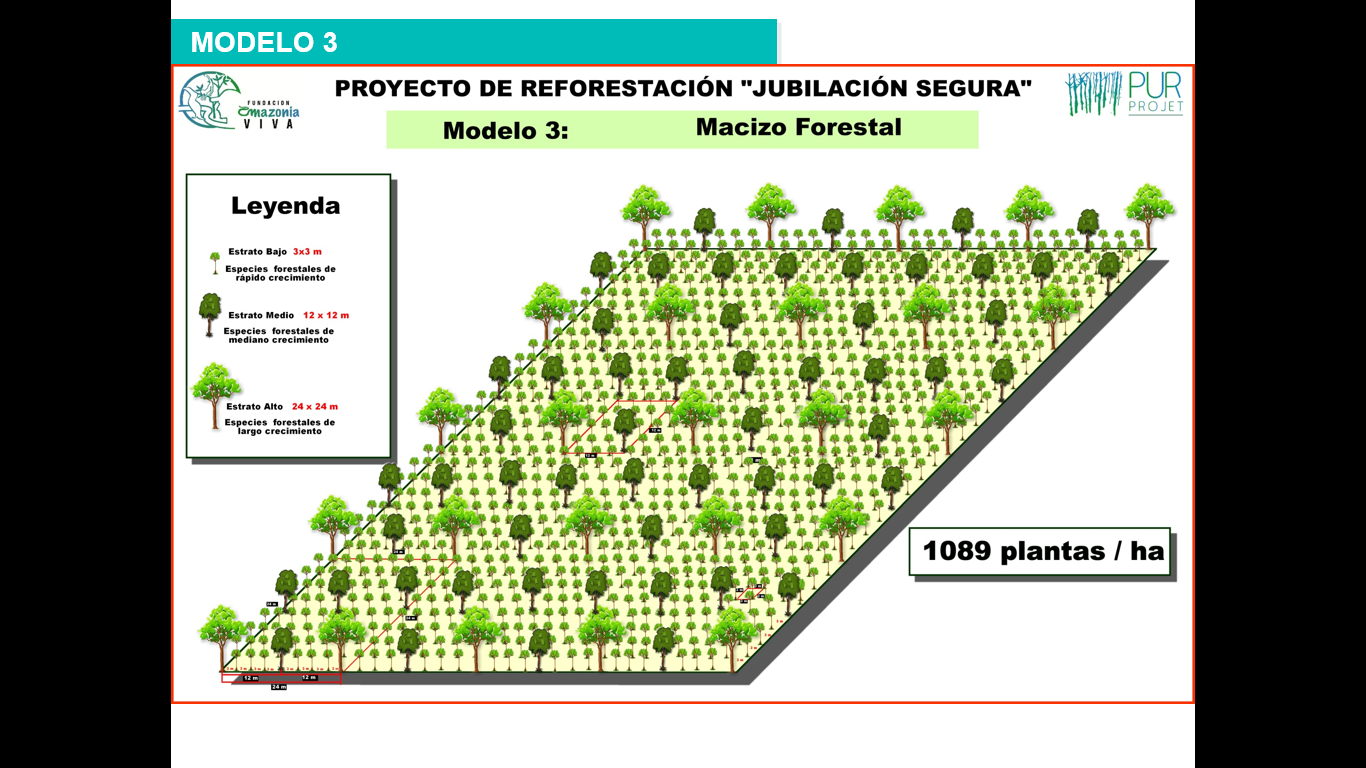 MODELO 3
PROYECTO DE REFORESTACIÓN "JUBILACIÓN SEGURA"
FUNDACION
amazonia
VIVA
PUR
PROJET
Modelo 3: Macizo Forestal
Leyenda
Estrato Bajo 3x3 m
Especies forestales de
rápido crecimiento
Estrato Medio 12 x 12 m
Especies forestales de
mediano crecimiento
Estrato Alto 24 x 24 m
Especies forestales de
largo crecimiento
1089 plantas / ha
12 m 12 m
24 m